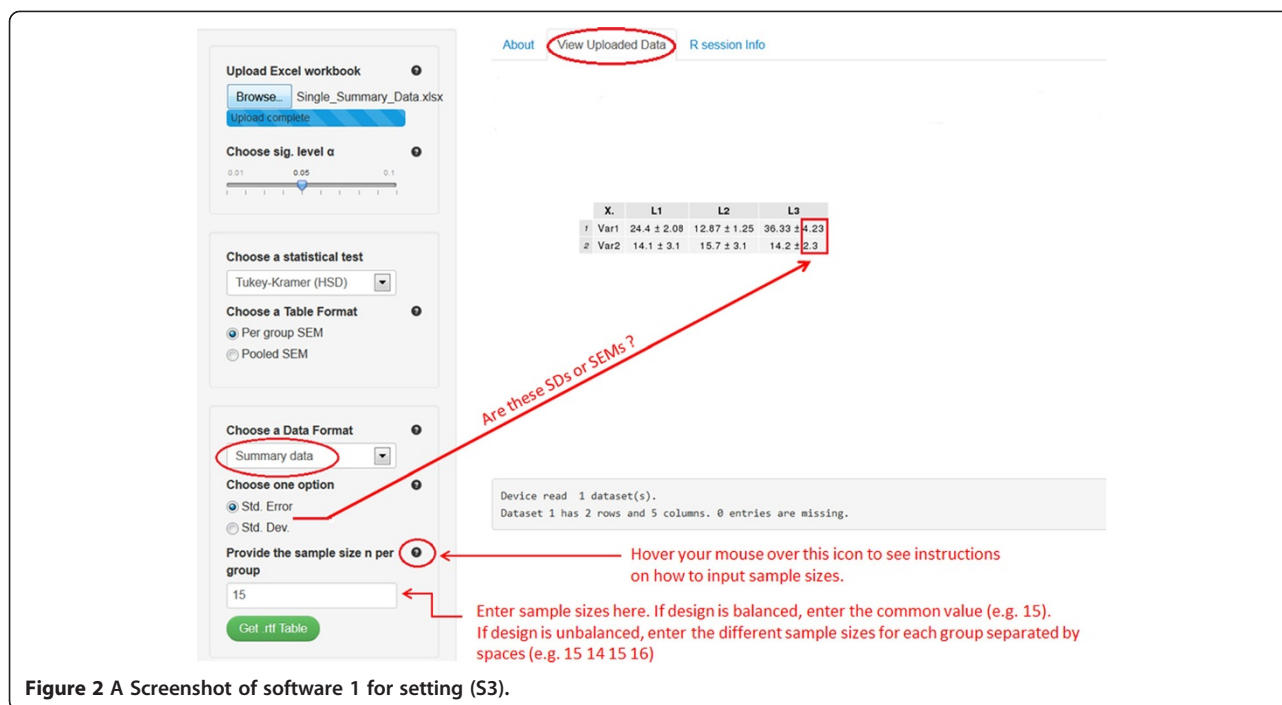 About
View Uploaded Data
R session Info
Upload Excel workbook ?
Browse... Single_Summary_Data.xlsx
Upload complete
Choose sig. level α ?
0.01 0.05 0.1
X. L1 L2 L3
1 Var1 24.4 ± 2.08 12.87 ± 1.25 36.33 ± 4.23
2 Var2 14.1 ± 3.1 15.7 ± 3.1 14.2 ± 2.3
Choose a statistical test
Tukey-Kramer (HSD)
Choose a Table Format ?
Per group SEM
Pooled SEM
Are these SDs or SEMs ?
Choose a Data Format ?
Summary data
Choose one option ?
Std. Error
Std. Dev.
Device read 1 dataset(s).
Dataset 1 has 2 rows and 5 columns. 0 entries are missing.
Provide the sample size n per ?
group
15
Get .rtf Table
Hover your mouse over this icon to see instructions
on how to input sample sizes.
Enter sample sizes here. If design is balanced, enter the common value (e.g. 15).
If design is unbalanced, enter the different sample sizes for each group separated by
spaces (e.g. 15 14 15 16)
Figure 2 A Screenshot of software 1 for setting (S3).